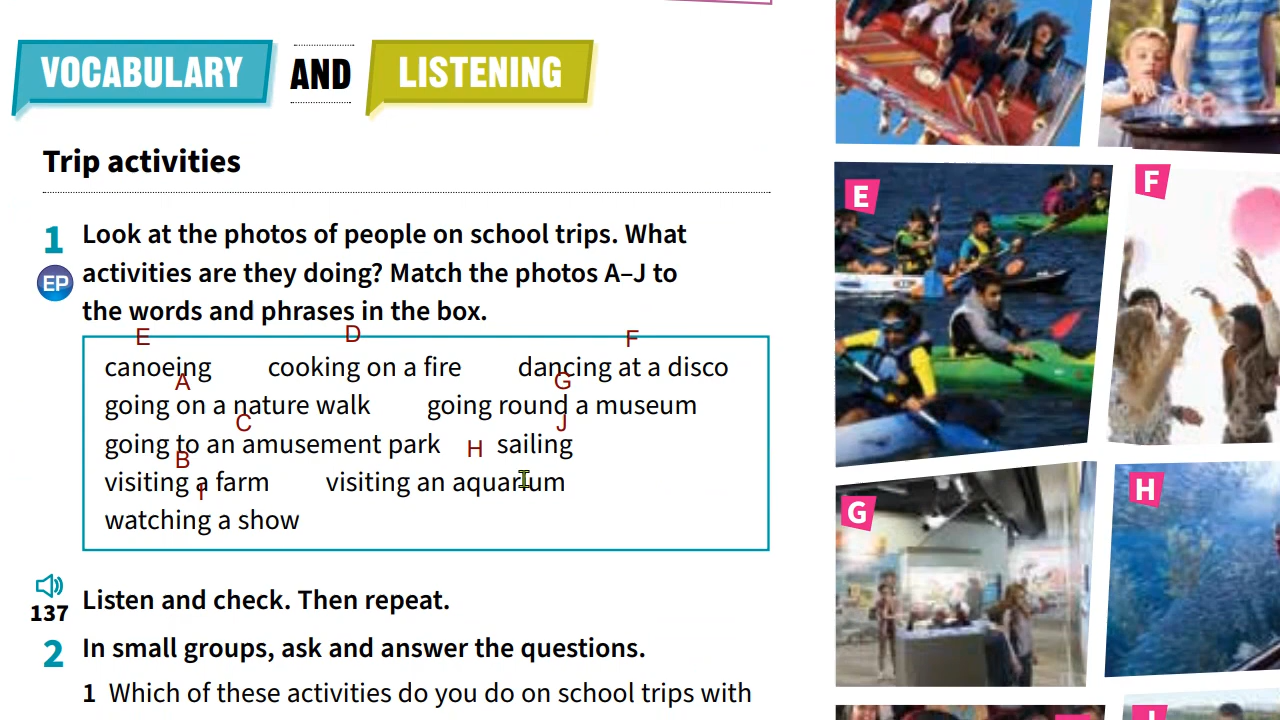 VOCABULARY AND LISTENING
Trip activities
1 Look at the photos of people on school trips. What
EP activities are they doing? Match the photos A–J to
the words and phrases in the box.
E D F
canoeing cooking on a fire dancing at a disco
A G
going on a nature walk going round a museum
C J
going to an amusement park H sailing
B
visiting a farm visiting an aquarium
I
watching a show
137 Listen and check. Then repeat.
2 In small groups, ask and answer the questions.
1 Which of these activities do you do on school trips with
E
F
G
H